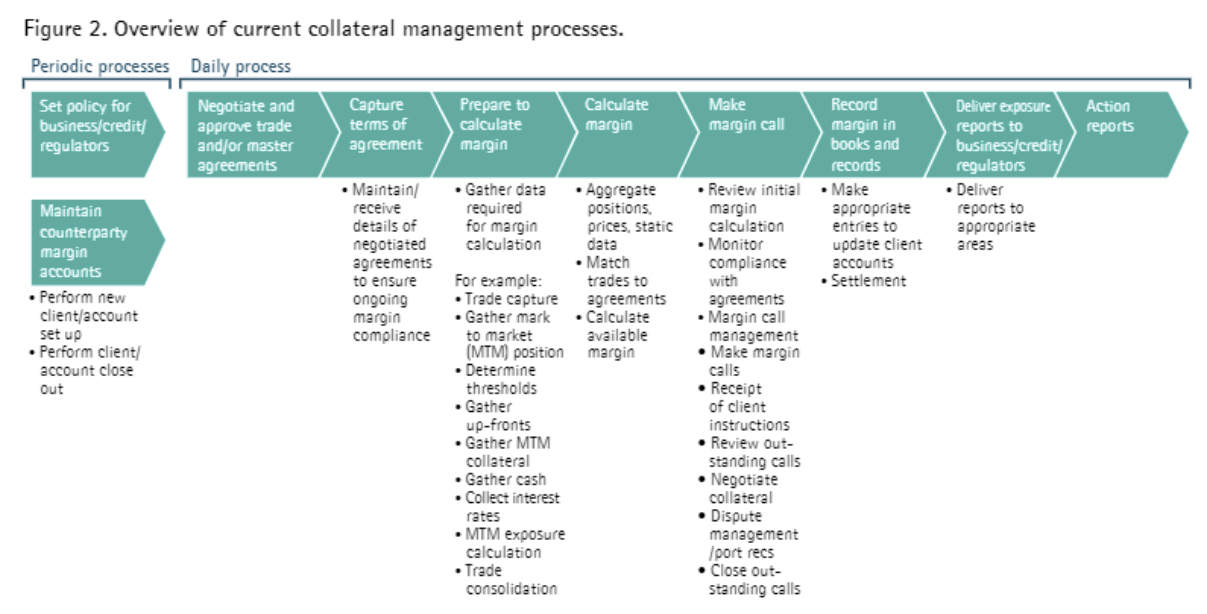 Figure 2. Overview of current collateral management processes.
Periodic processes
Daily process
Set policy for
business/credit/
regulators
Maintain
counterparty
margin
accounts
• Perform new
client/account
set up
• Perform client/
account close
out
Negotiate and
approve trade
and/or master
agreements
Capture
terms of
agreement
• Maintain/
receive
details of
negotiated
agreements
to ensure
ongoing
margin
compliance
Prepare to
calculate
margin
• Gather data
required
for margin
calculation
For example:
• Trade capture
• Gather mark
to market
(MTM) position
• Determine
thresholds
• Gather
up-fronts
• Gather MTM
collateral
• Gather cash
• Collect interest
rates
• MTM exposure
calculation
• Trade
consolidation
Calculate
margin
• Aggregate
positions,
prices, static
data
• Match
trades to
agreements
• Calculate
available
margin
Make
margin call
• Review initial
margin
calculation
• Monitor
compliance
with
agreements
• Margin call
management
• Make margin
calls
• Receipt
of client
instructions
• Review out-
standing calls
• Negotiate
collateral
• Dispute
management
/port recs
• Close out-
standing calls
Record
margin in
books and
records
• Make
appropriate
entries to
update client
accounts
• Settlement
Deliver exposure
reports to
business/credit/
regulators
• Deliver
reports to
appropriate
areas
Action
reports